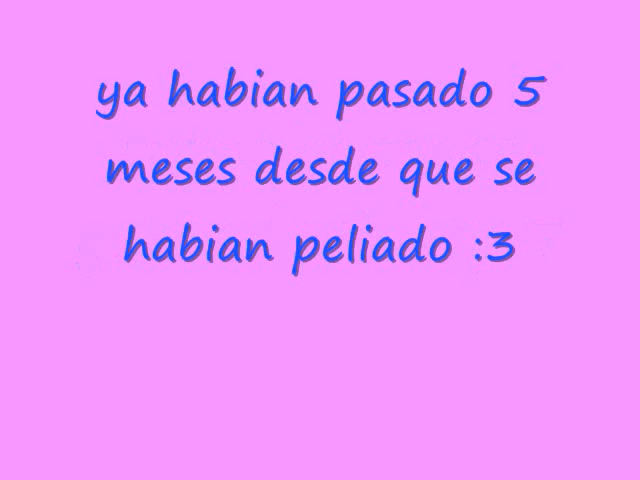 ya habian pasado 5
meses desde que se
habian peliado :3